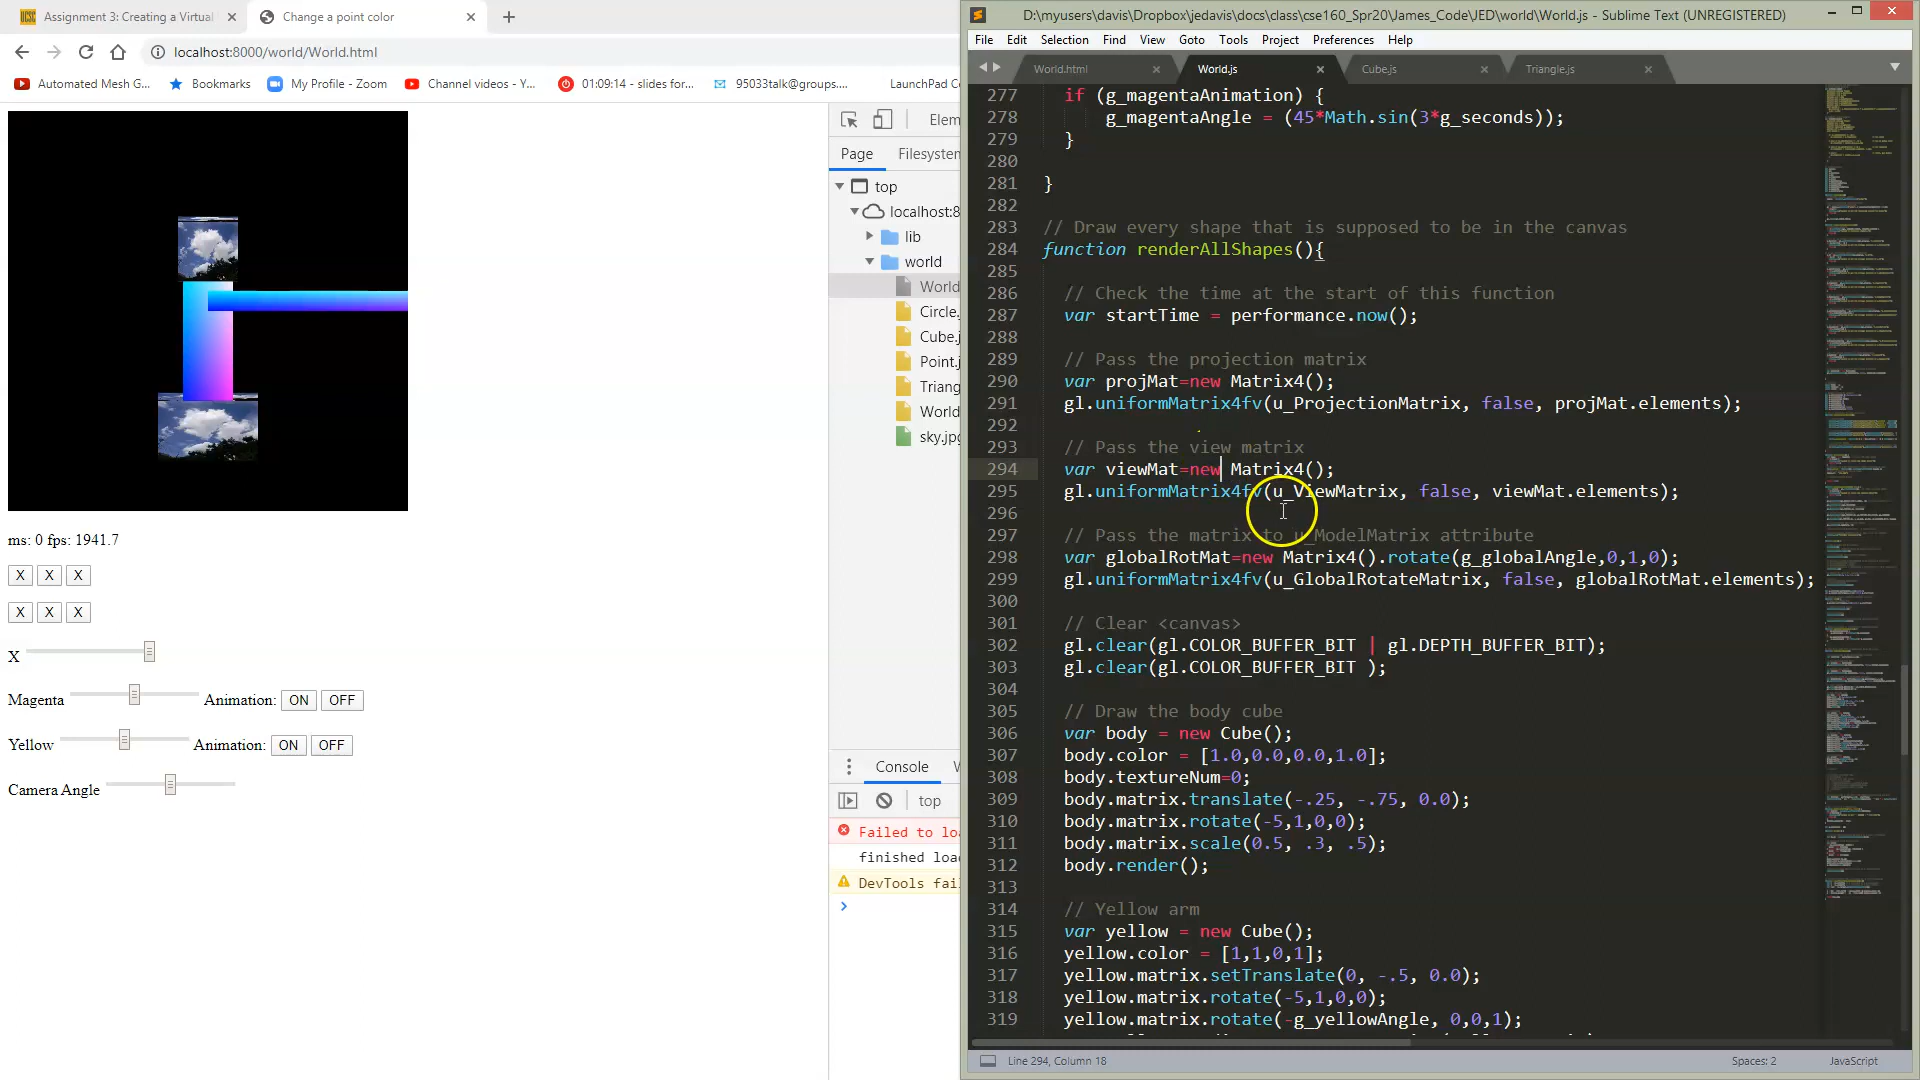 Assignment 3: Creating a Virtual
Change a point color
localhost:8000/world/World.html
Automated Mesh G...
Bookmarks
My Profile - Zoom
Channel videos - Y...
01:09:14 - slides for...
95033talk@groups....
LaunchPad Co
ms: 0 fps: 1941.7
X X X
X X X
X
Magenta Animation: ON OFF
Yellow Animation: ON OFF
Camera Angle
Elem
Page Filesystem
top
localhost:8
lib
world
World
Circle.
Cube.j
Point.j
Triang
World
sky.jpg
Console
top
Failed to loa
finished load
DevTools fail
D:\myusers\davis\Dropbox\jedavis\docs\class\cse160_Spr20\James_Code\JED\world\World.js - Sublime Text (UNREGISTERED)
File Edit Selection Find View Goto Tools Project Preferences Help
World.html World.js Cube.js Triangle.js
277 if (g_magentaAnimation) {
278 g_magentaAngle = (45*Math.sin(3*g_seconds));
279 }
280
281 }
282
283 // Draw every shape that is supposed to be in the canvas
284 function renderAllShapes(){
285
286 // Check the time at the start of this function
287 var startTime = performance.now();
288
289 // Pass the projection matrix
290 var projMat=new Matrix4();
291 gl.uniformMatrix4fv(u_ProjectionMatrix, false, projMat.elements);
292
293 // Pass the view matrix
294 var viewMat=new Matrix4();
295 gl.uniformMatrix4fv(u_ViewMatrix, false, viewMat.elements);
296
297 // Pass the matrix to u_ModelMatrix attribute
298 var globalRotMat=new Matrix4().rotate(g_globalAngle,0,1,0);
299 gl.uniformMatrix4fv(u_GlobalRotateMatrix, false, globalRotMat.elements);
300
301 // Clear <canvas>
302 gl.clear(gl.COLOR_BUFFER_BIT | gl.DEPTH_BUFFER_BIT);
303 gl.clear(gl.COLOR_BUFFER_BIT );
304
305 // Draw the body cube
306 var body = new Cube();
307 body.color = [1.0,0.0,0.0,1.0];
308 body.textureNum=0;
309 body.matrix.translate(-.25, -.75, 0.0);
310 body.matrix.rotate(-5,1,0,0);
311 body.matrix.scale(0.5, .3, .5);
312 body.render();
313
314 // Yellow arm
315 var yellow = new Cube();
316 yellow.color = [1,1,0,1];
317 yellow.matrix.setTranslate(0, -.5, 0.0);
318 yellow.matrix.rotate(-5,1,0,0);
319 yellow.matrix.rotate(-g_yellowAngle, 0,0,1);
Line 294, Column 18
Spaces: 2
JavaScript